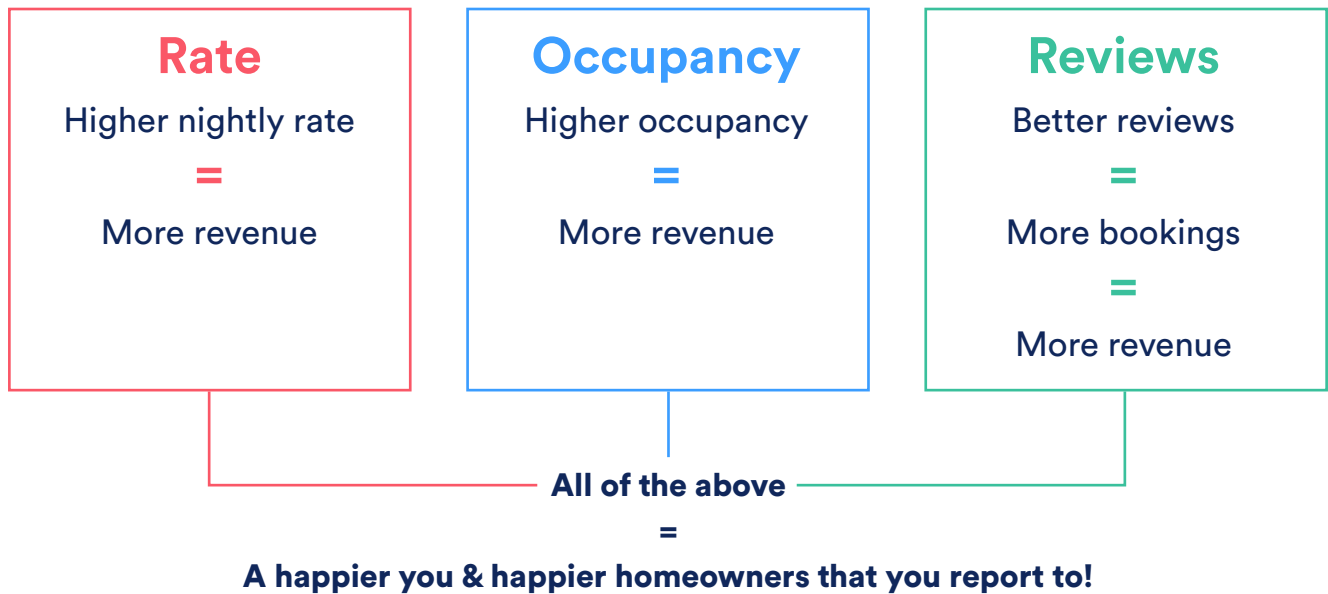 Rate
Higher nightly rate
=
More revenue
Occupancy
Higher occupancy
=
More revenue
Reviews
Better reviews
=
More bookings
=
More revenue
All of the above
=
A happier you & happier homeowners that you report to!